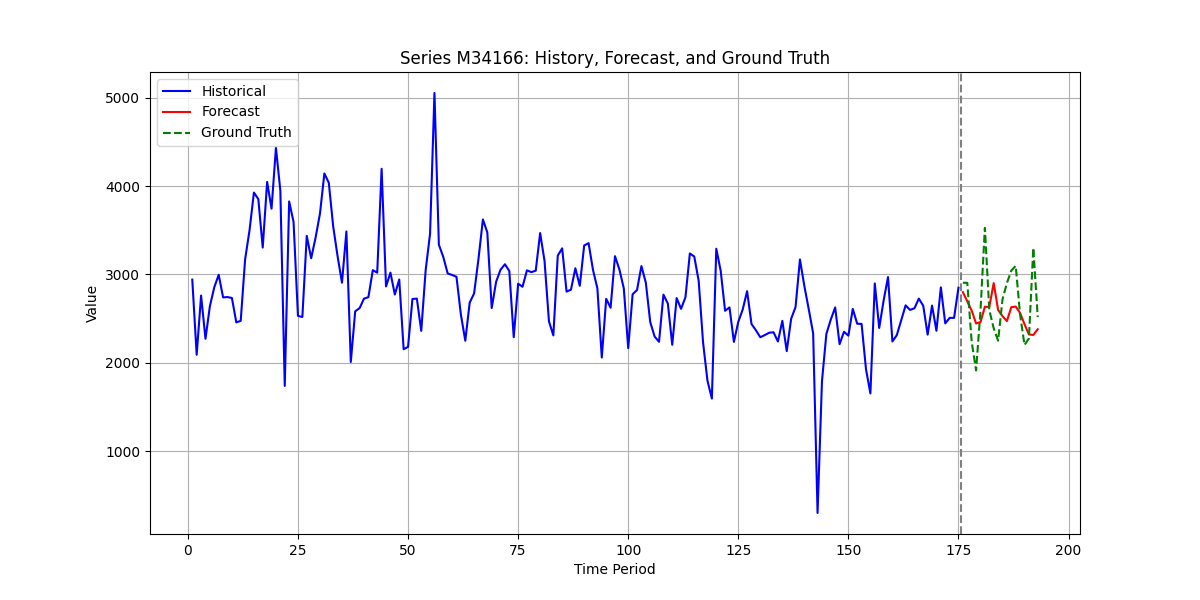 Series M34166: History, Forecast, and Ground Truth
Historical
Forecast
Ground Truth
Value
5000
4000
3000
2000
1000
0
25
50
75
100
125
150
175
200
Time Period